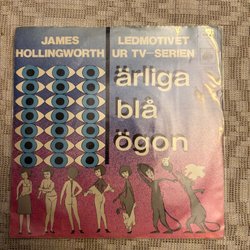 JAMES
HOLLINGWORTH
LEDMOTIVET
UR TV-SERIEN
ärliga
blå
ögon